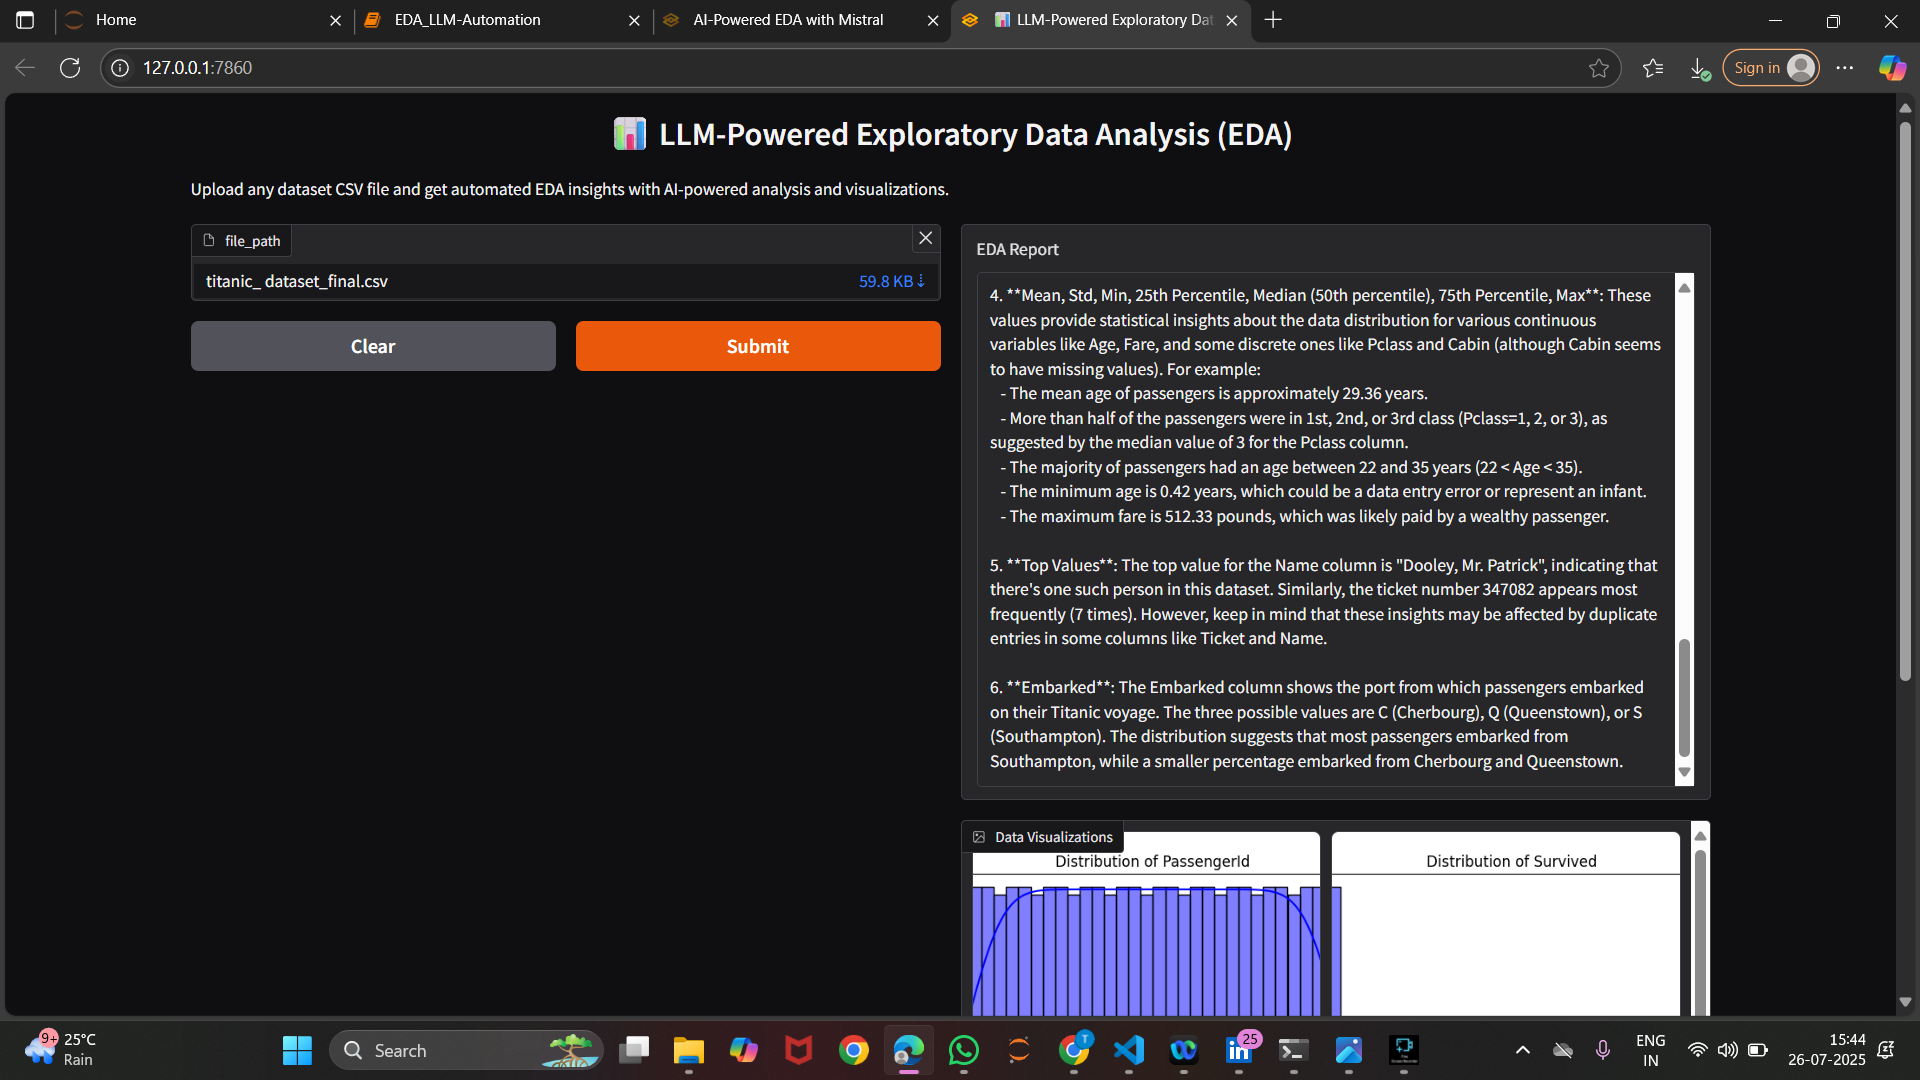 Home
EDA_LLM-Automation
AI-Powered EDA with Mistral
LLM-Powered Exploratory Dat
127.0.0.1:7860
Sign in
LLM-Powered Exploratory Data Analysis (EDA)
Upload any dataset CSV file and get automated EDA insights with AI-powered analysis and visualizations.
file_path
titanic_ dataset_final.csv
59.8 KB ↓
Clear
Submit
EDA Report
4. **Mean, Std, Min, 25th Percentile, Median (50th percentile), 75th Percentile, Max**: These
values provide statistical insights about the data distribution for various continuous
variables like Age, Fare, and some discrete ones like Pclass and Cabin (although Cabin seems
to have missing values). For example:
- The mean age of passengers is approximately 29.36 years.
- More than half of the passengers were in 1st, 2nd, or 3rd class (Pclass=1, 2, or 3), as
suggested by the median value of 3 for the Pclass column.
- The majority of passengers had an age between 22 and 35 years (22 < Age < 35).
- The minimum age is 0.42 years, which could be a data entry error or represent an infant.
- The maximum fare is 512.33 pounds, which was likely paid by a wealthy passenger.
5. **Top Values**: The top value for the Name column is "Dooley, Mr. Patrick", indicating that
there's one such person in this dataset. Similarly, the ticket number 347082 appears most
frequently (7 times). However, keep in mind that these insights may be affected by duplicate
entries in some columns like Ticket and Name.
6. **Embarked**: The Embarked column shows the port from which passengers embarked
on their Titanic voyage. The three possible values are C (Cherbourg), Q (Queenstown), or S
(Southampton). The distribution suggests that most passengers embarked from
Southampton, while a smaller percentage embarked from Cherbourg and Queenstown.
Data Visualizations
Distribution of PassengerId
Distribution of Survived
9+
25°C
Rain
Search
T
25
ENG
IN
15:44
26-07-2025